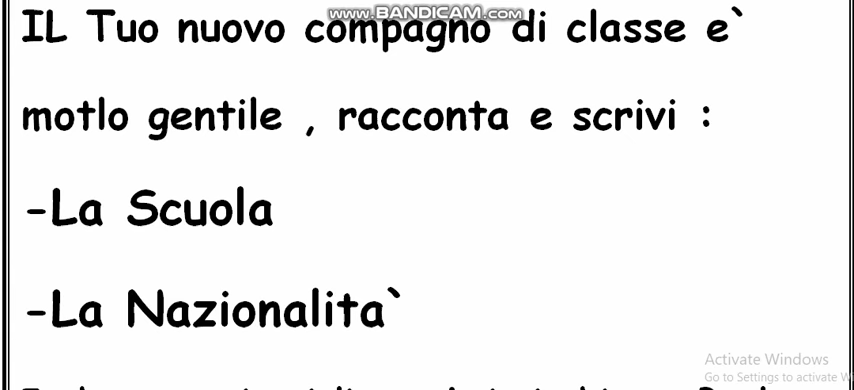 www.BANDICAM.com
IL Tuo nuovo compagno di classe e`
motlo gentile , racconta e scrivi :
-La Scuola
-La Nazionalita`
Activate Windows
Go to Settings to activate W